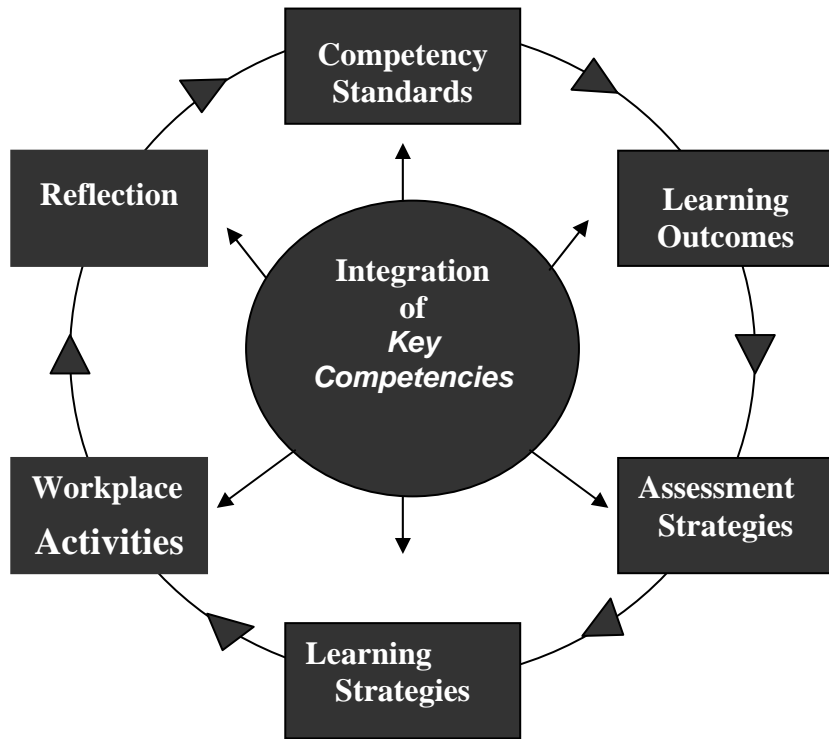 Competency
Standards
Reflection
Learning
Outcomes
Integration
of
Key
Competencies
Workplace
Activities
Assessment
Strategies
Learning
Strategies